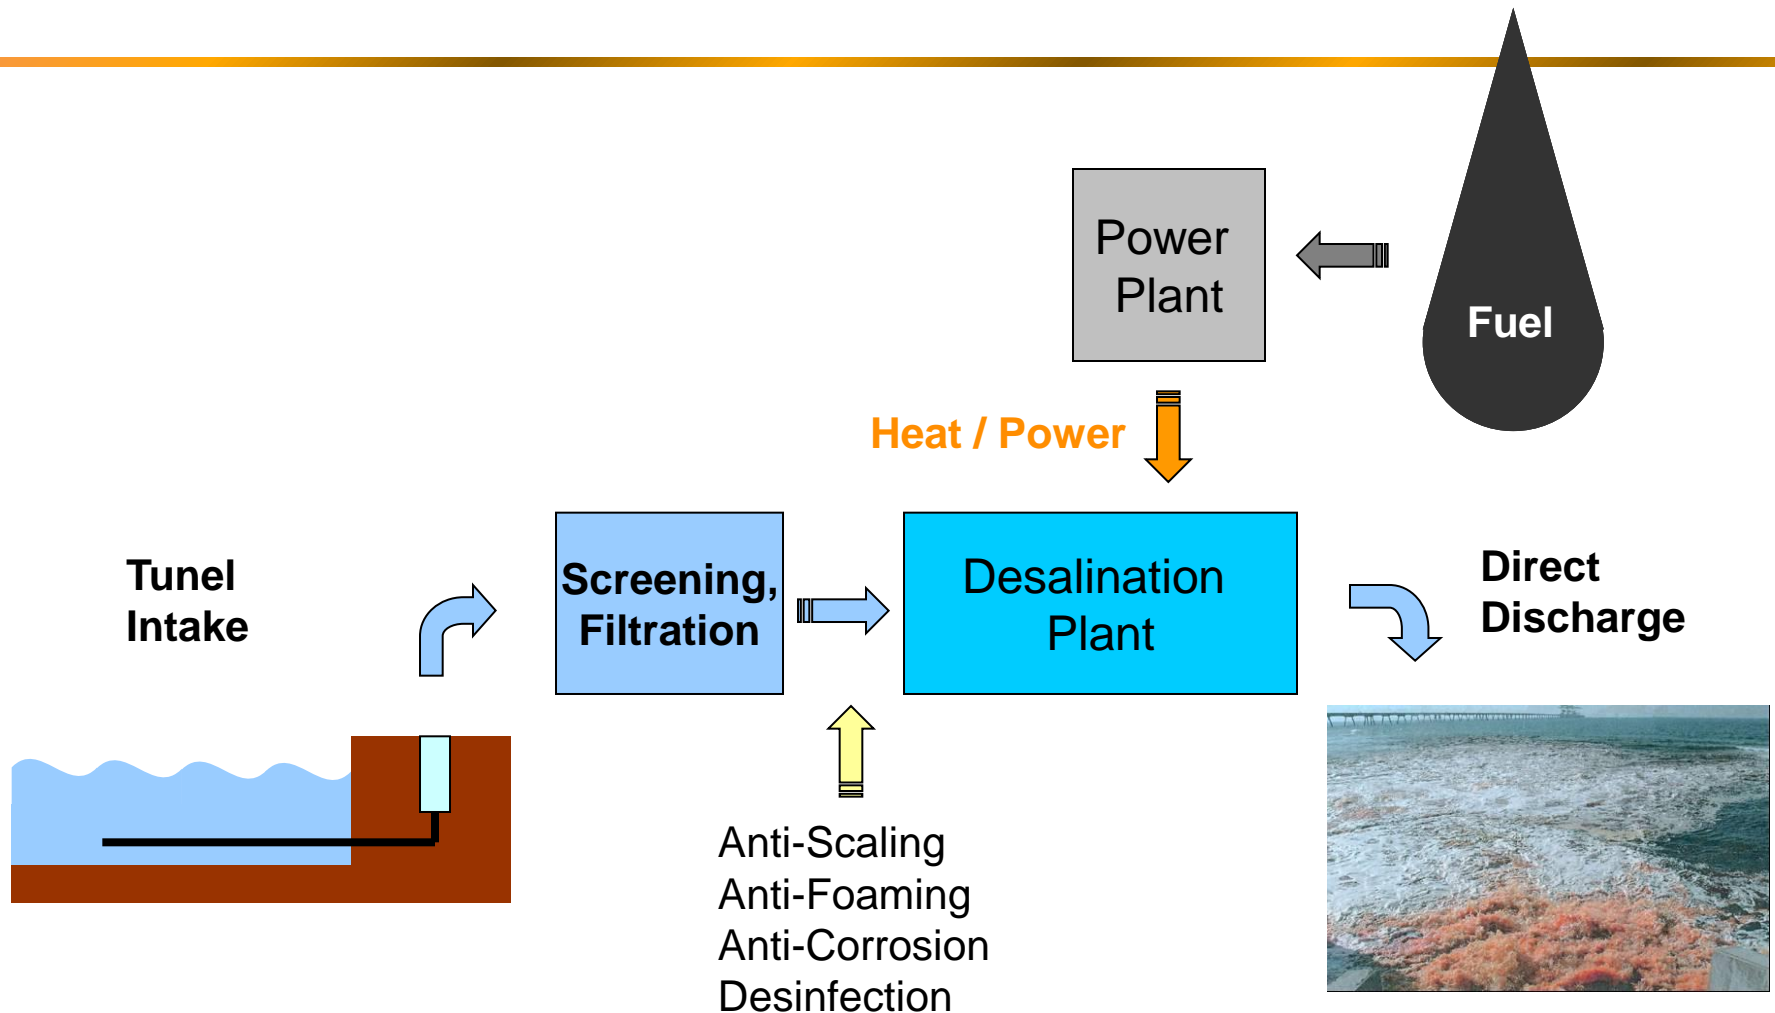 Power
Plant
Fuel
Heat / Power
Tunel
Intake
Screening,
Filtration
Desalination
Plant
Direct
Discharge
Anti-Scaling
Anti-Foaming
Anti-Corrosion
Desinfection